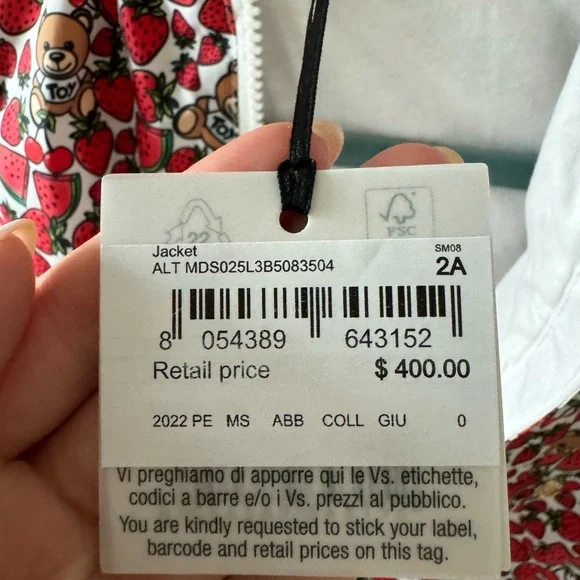 TOY
TOY
22
FSC
Jacket
SM08
ALT MDS025L3B5083504
2A
8 054389 643152
Retail price $ 400.00
2022 PE MS ABB COLL GIU 0
Vi preghiamo di apporre qui le Vs. etichette,
codici a barre e/o i Vs. prezzi al pubblico.
You are kindly requested to stick your label,
barcode and retail prices on this tag.